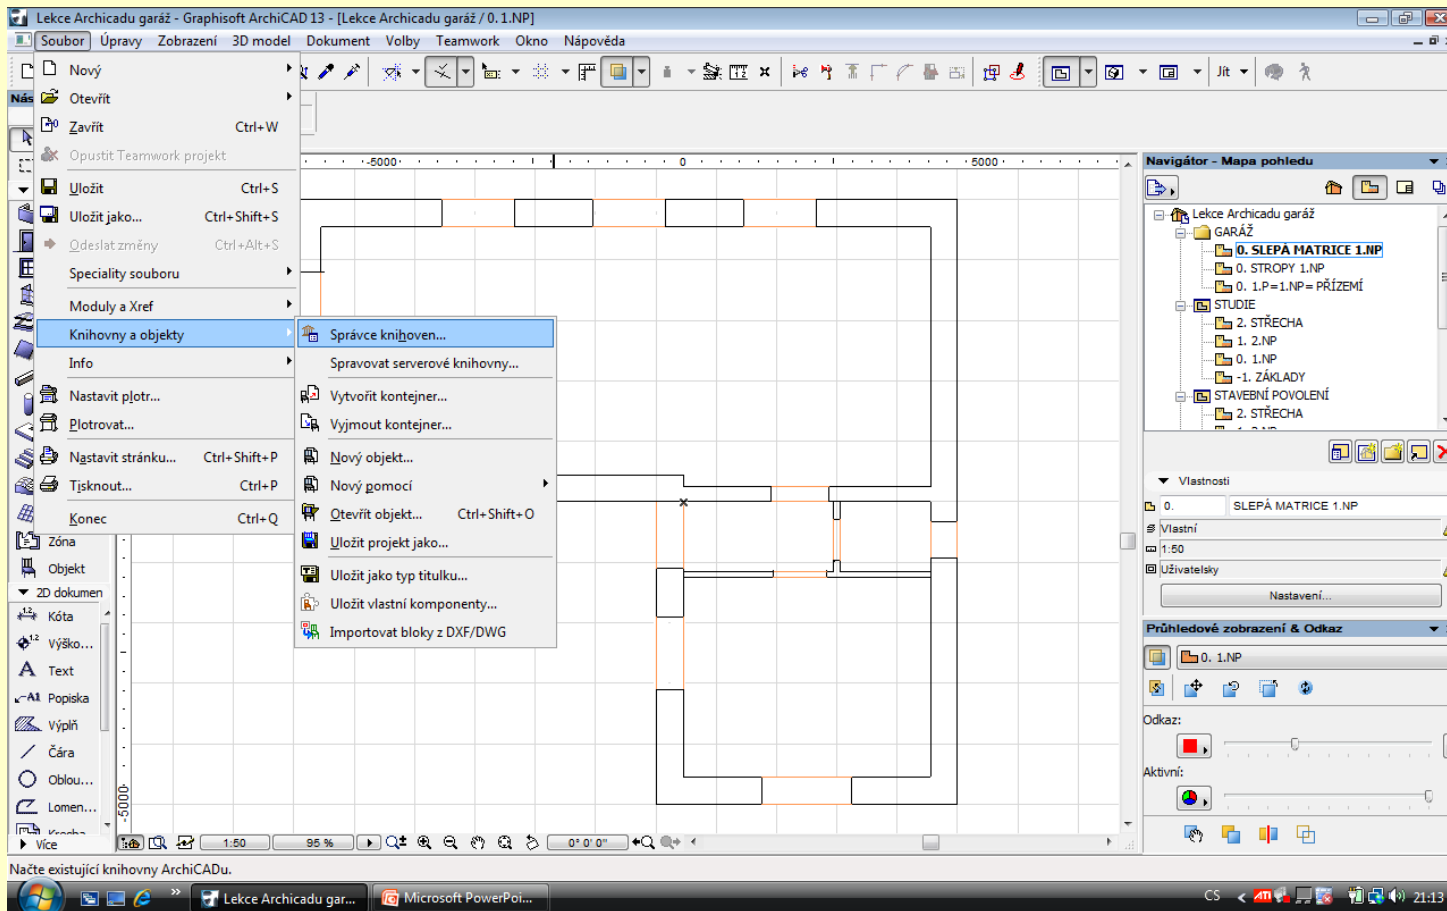 Lekce Archicadu garáž - Graphisoft ArchiCAD 13 - [Lekce Archicadu garáž / 0. 1.NP]
Soubor Úpravy Zobrazení 3D model Dokument Volby Teamwork Okno Nápověda
Jít
Nový
Otevřít
Zavřít Ctrl+W
Opustit Teamwork projekt
Uložit Ctrl+S
Uložit jako... Ctrl+Shift+S
Odeslat změny Ctrl+Alt+S
Speciality souboru
Moduly a Xref
Knihovny a objekty
Info
Nastavit plotr...
Plotrovat...
Nastavit stránku... Ctrl+Shift+P
Tisknout... Ctrl+P
Konec Ctrl+Q
Správce knihoven...
Spravovat serverové knihovny...
Vytvořit kontejner...
Vyjmout kontejner...
Nový objekt...
Nový pomocí
Otevřít objekt... Ctrl+Shift+O
Uložit projekt jako...
Uložit jako typ titulku...
Uložit vlastní komponenty...
Importovat bloky z DXF/DWG
Nás
Zóna
Objekt
2D dokumen
Kóta
Výško...
Text
Popiska
Výplň
Čára
Oblou...
Lomen...
Více
-5000 0 5000
-5000
1:50 95 % 0° 0' 0"
Navigátor - Mapa pohledu
Lekce Archicadu garáž
GARÁŽ
0. SLEPÁ MATRICE 1.NP
0. STROPY 1.NP
0. 1.P=1.NP= PŘÍZEMÍ
STUDIE
2. STŘECHA
1. 2.NP
0. 1.NP
-1. ZÁKLADY
STAVEBNÍ POVOLENÍ
2. STŘECHA
Vlastnosti
0. SLEPÁ MATRICE 1.NP
Vlastní
1:50
Uživatelsky
Nastavení...
Průhledové zobrazení & Odkaz
0. 1.NP
Odkaz:
Aktivní:
Načte existující knihovny ArchiCADu.
Lekce Archicadu gar...
Microsoft PowerPoi...
CS
21:13